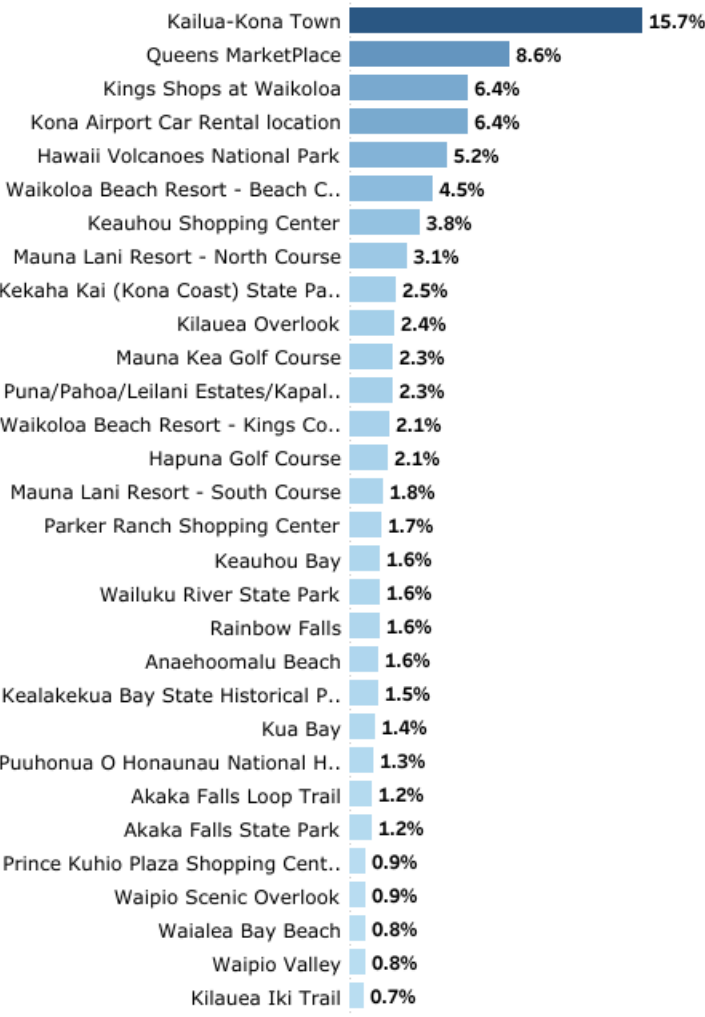 Kailua-Kona Town 15.7%
Queens MarketPlace 8.6%
Kings Shops at Waikoloa 6.4%
Kona Airport Car Rental location 6.4%
Hawaii Volcanoes National Park 5.2%
Waikoloa Beach Resort - Beach C.. 4.5%
Keauhou Shopping Center 3.8%
Mauna Lani Resort - North Course 3.1%
Kekaha Kai (Kona Coast) State Pa.. 2.5%
Kilauea Overlook 2.4%
Mauna Kea Golf Course 2.3%
Puna/Pahoa/Leilani Estates/Kapal.. 2.3%
Waikoloa Beach Resort - Kings Co.. 2.1%
Hapuna Golf Course 2.1%
Mauna Lani Resort - South Course 1.8%
Parker Ranch Shopping Center 1.7%
Keauhou Bay 1.6%
Wailuku River State Park 1.6%
Rainbow Falls 1.6%
Anaehoomalu Beach 1.6%
Kealakekua Bay State Historical P.. 1.5%
Kua Bay 1.4%
Puuhonua O Honaunau National H.. 1.3%
Akaka Falls Loop Trail 1.2%
Akaka Falls State Park 1.2%
Prince Kuhio Plaza Shopping Cent.. 0.9%
Waipio Scenic Overlook 0.9%
Waialea Bay Beach 0.8%
Waipio Valley 0.8%
Kilauea Iki Trail 0.7%